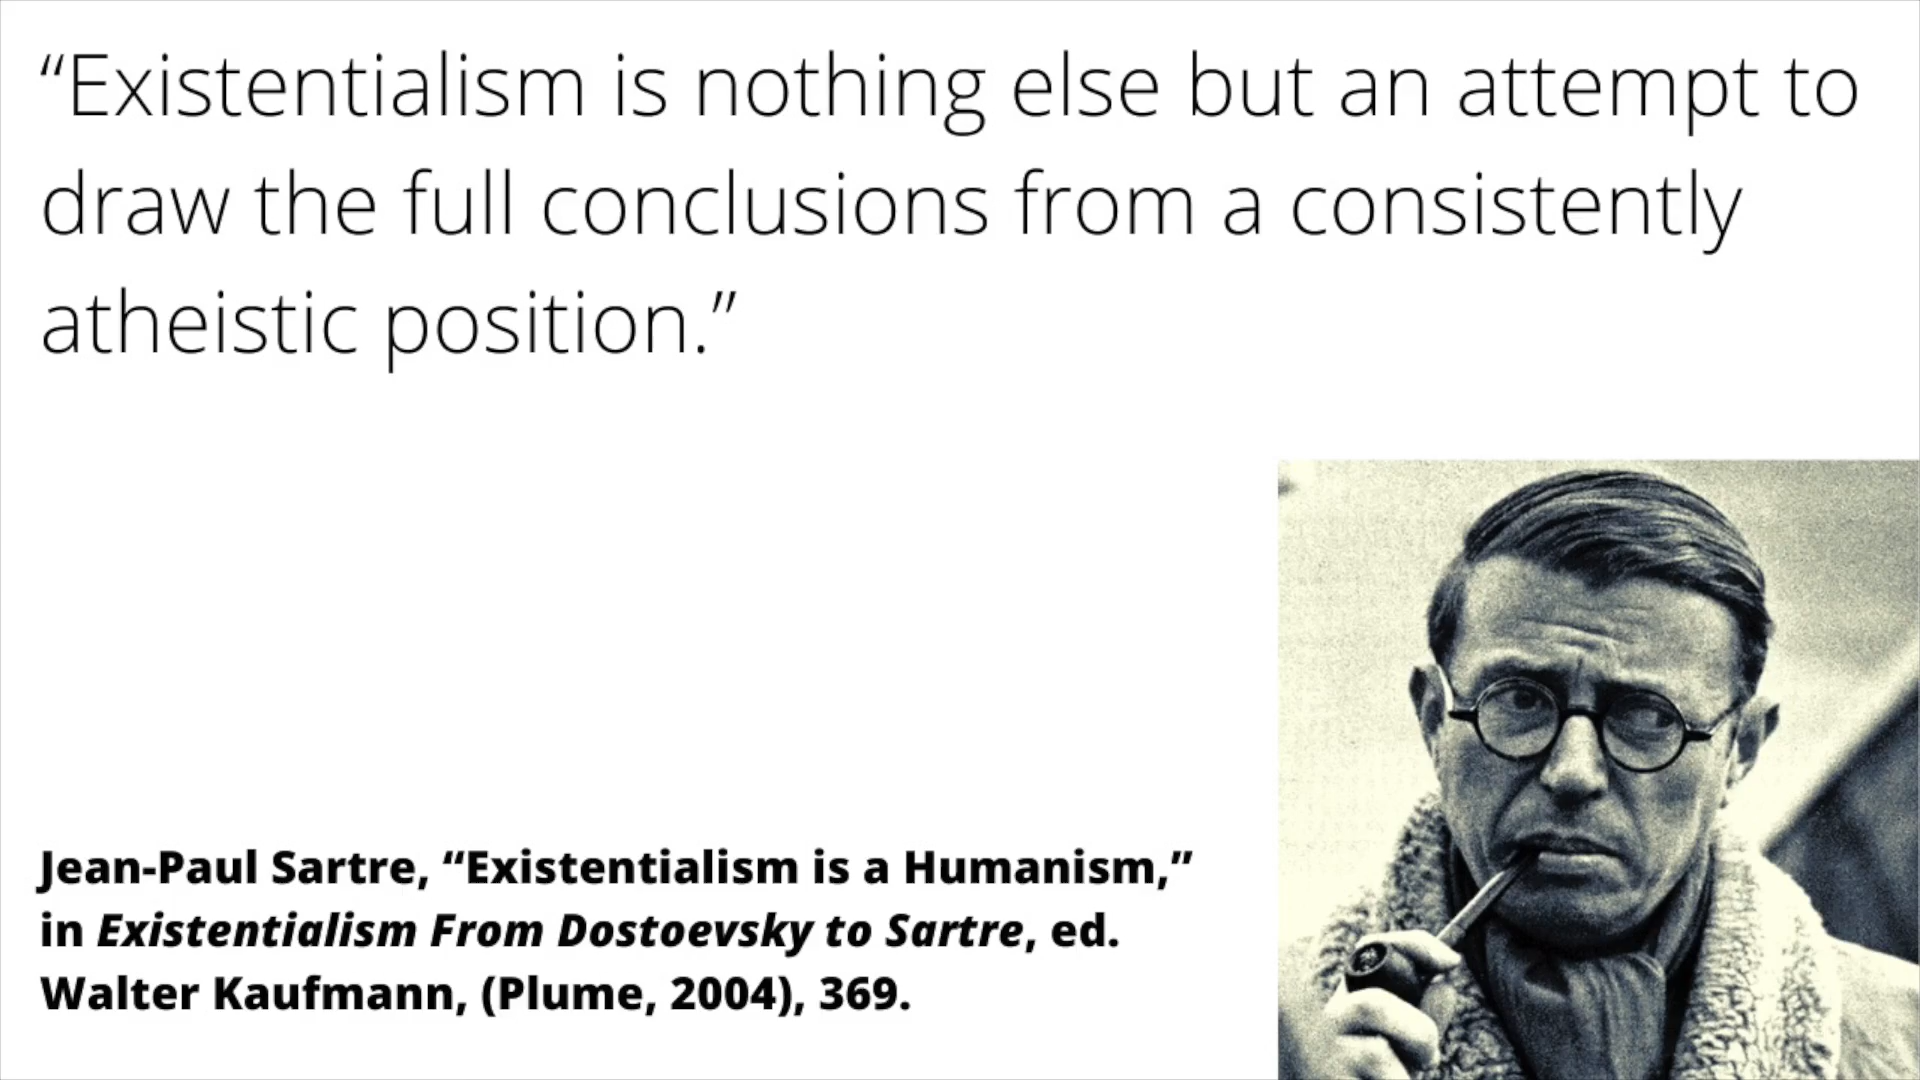 “Existentialism is nothing else but an attempt to
draw the full conclusions from a consistently
atheistic position.”
Jean-Paul Sartre, “Existentialism is a Humanism,”
in Existentialism From Dostoevsky to Sartre, ed.
Walter Kaufmann, (Plume, 2004), 369.